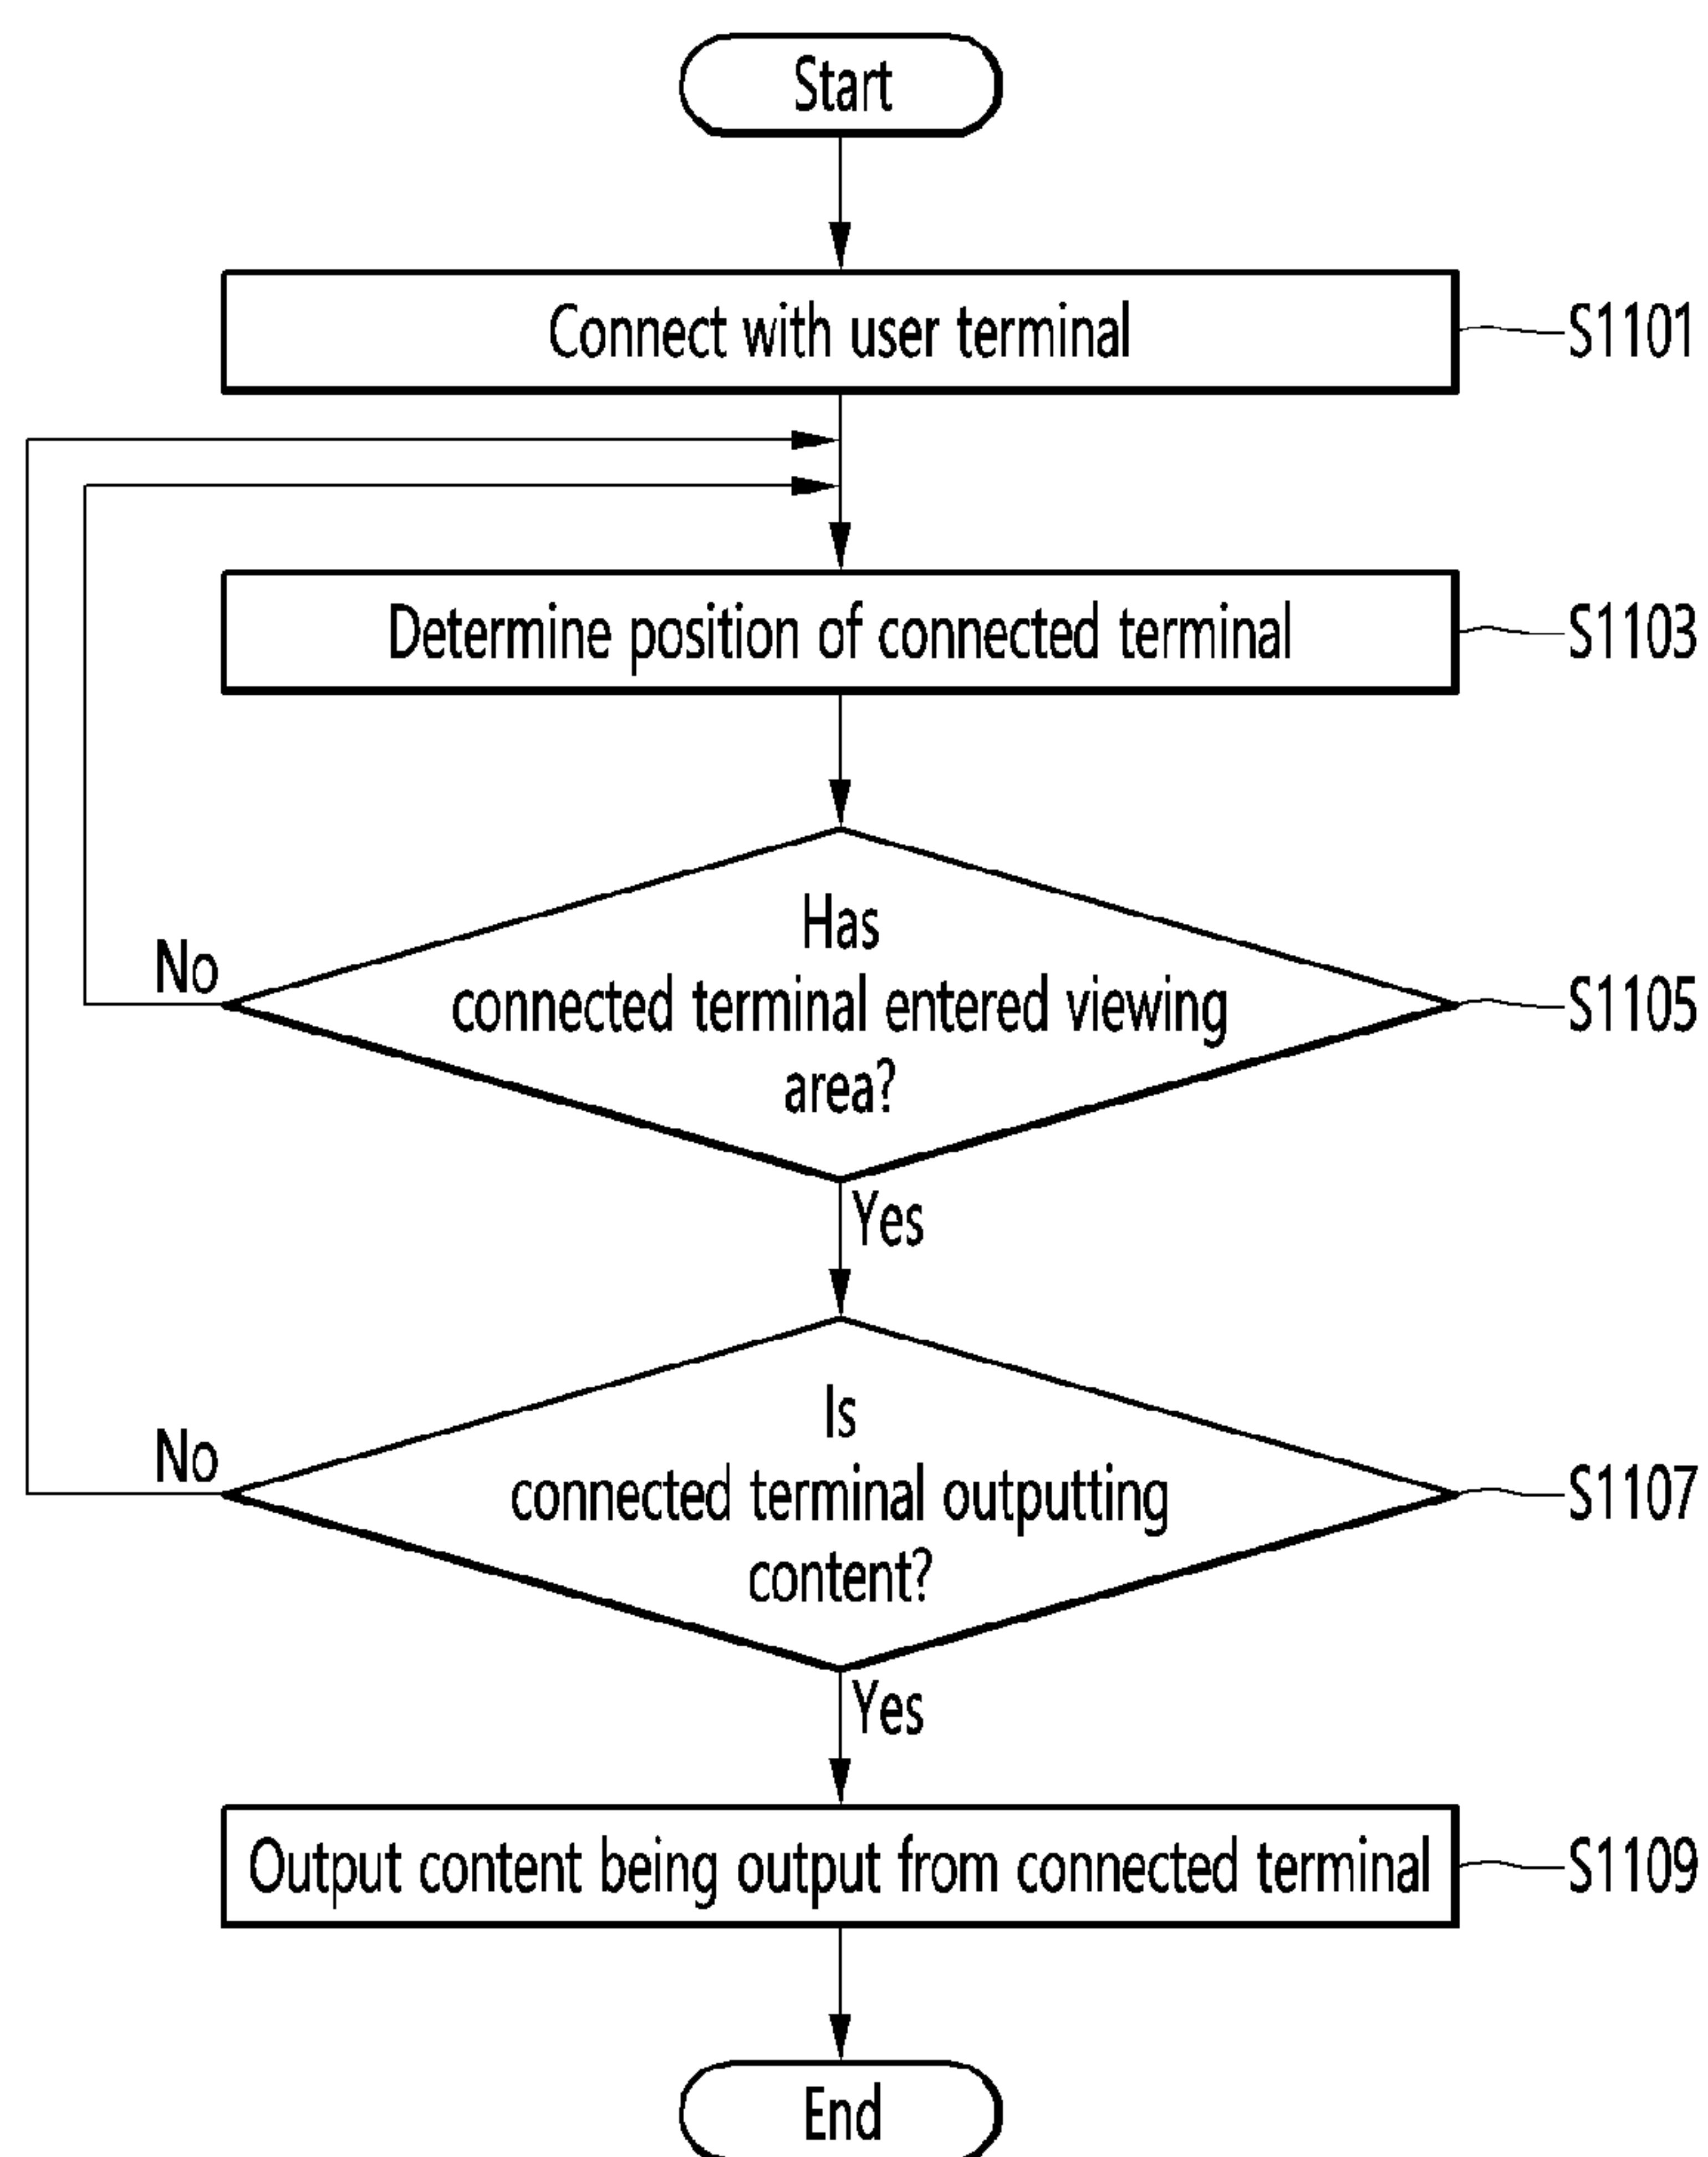 Start
Connect with user terminal
S1101
Determine position of connected terminal
S1103
Has
connected terminal entered viewing
area?
S1105
No
Yes
Is
connected terminal outputting
content?
S1107
No
Yes
Output content being output from connected terminal
S1109
End